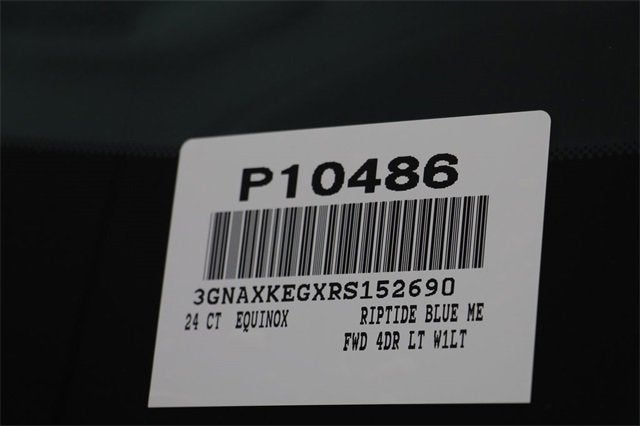 P10486
3GNAXKEGXRS152690
24 CT EQUINOX RIPTIDE BLUE ME
FWD 4DR LT W1LT